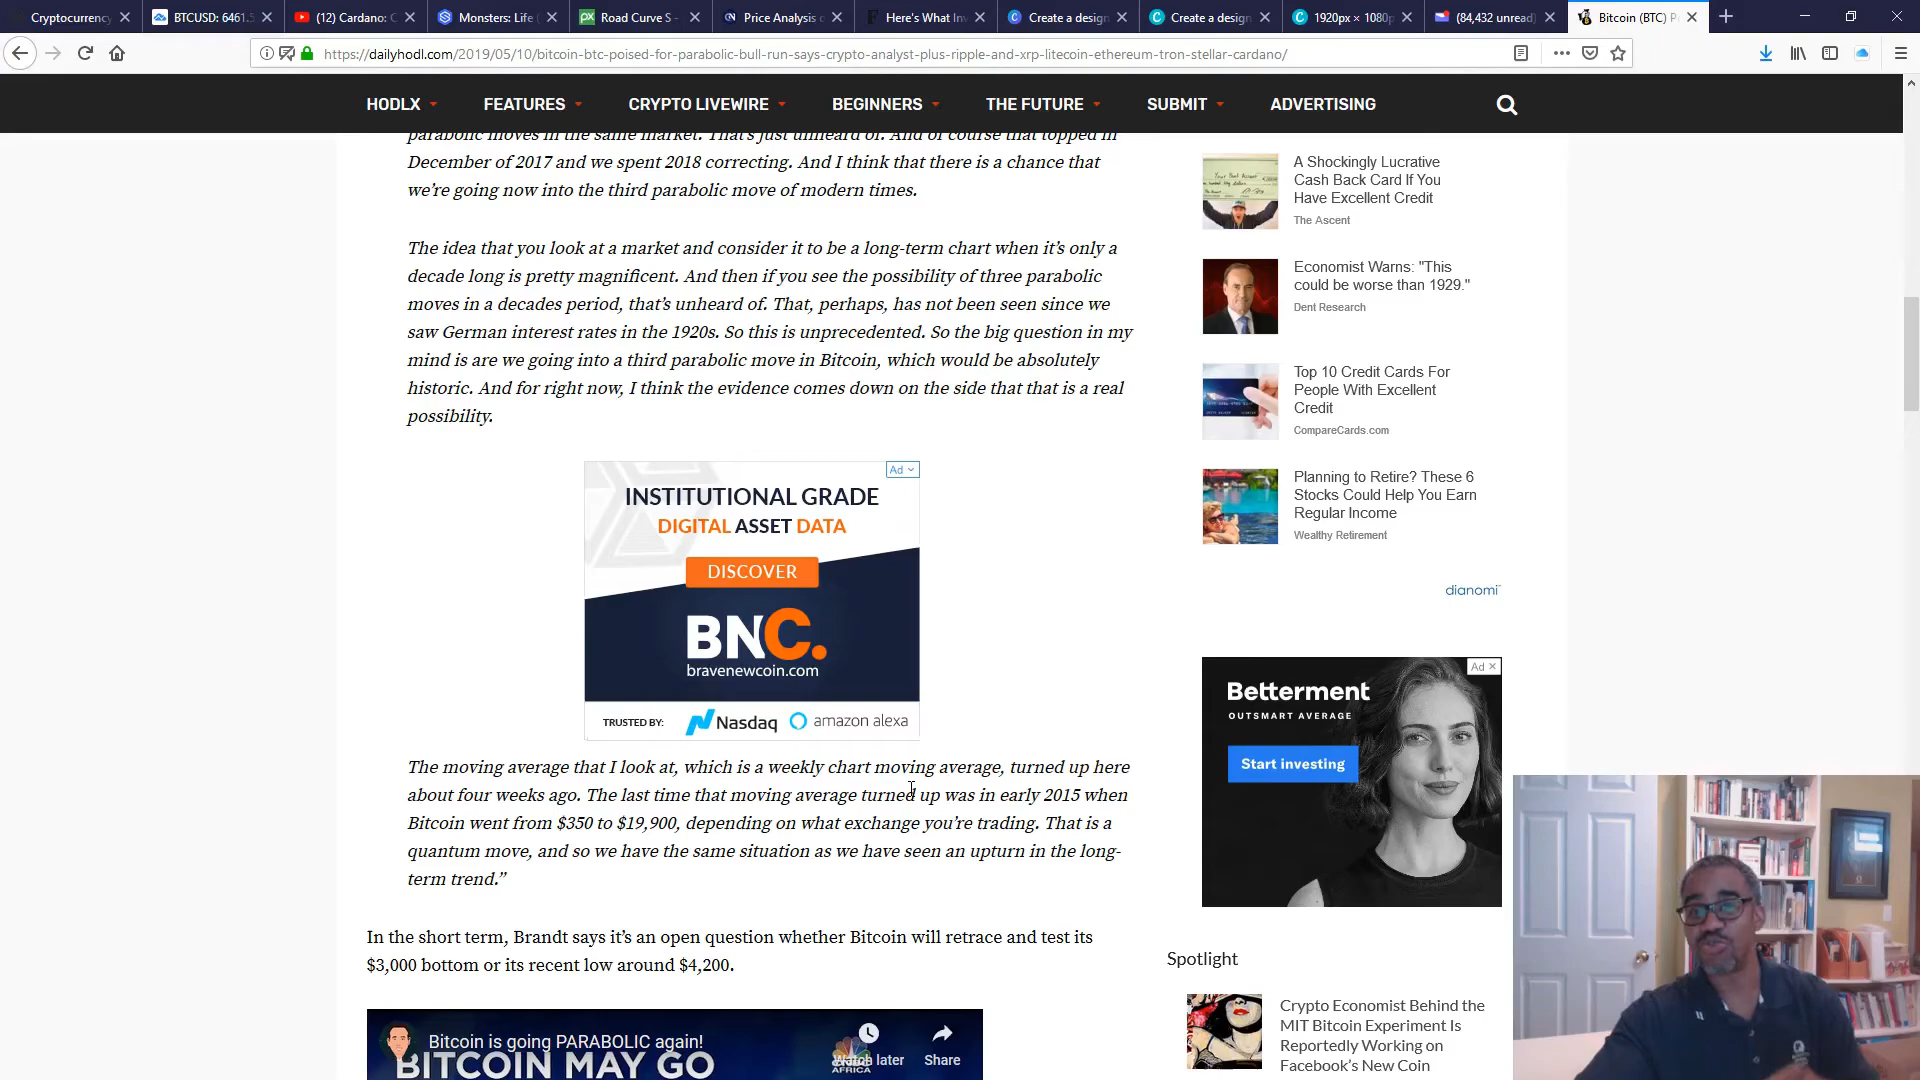 Cryptocurrency
BTCUSD: 6461.5
(12) Cardano: C
Monsters: Life (
Road Curve S -
Price Analysis o
Here's What Inv
Create a design
Create a design
1920px × 1080p
(84,432 unread)
Bitcoin (BTC) P
https://dailyhodl.com/2019/05/10/bitcoin-btc-poised-for-parabolic-bull-run-says-crypto-analyst-plus-ripple-and-xrp-litecoin-ethereum-tron-stellar-cardano/
HODLX
FEATURES
CRYPTO LIVEWIRE
BEGINNERS
THE FUTURE
SUBMIT
ADVERTISING
parabolic moves in the same market. That's just unheard of. And of course that topped in
December of 2017 and we spent 2018 correcting. And I think that there is a chance that
we're going now into the third parabolic move of modern times.
The idea that you look at a market and consider it to be a long-term chart when it's only a
decade long is pretty magnificent. And then if you see the possibility of three parabolic
moves in a decades period, that's unheard of. That, perhaps, has not been seen since we
saw German interest rates in the 1920s. So this is unprecedented. So the big question in my
mind is are we going into a third parabolic move in Bitcoin, which would be absolutely
historic. And for right now, I think the evidence comes down on the side that that is a real
possibility.
Ad
INSTITUTIONAL GRADE
DIGITAL ASSET DATA
DISCOVER
BNC.
bravenewcoin.com
TRUSTED BY:
Nasdaq
amazon alexa
The moving average that I look at, which is a weekly chart moving average, turned up here
about four weeks ago. The last time that moving average turned up was in early 2015 when
Bitcoin went from $350 to $19,900, depending on what exchange you're trading. That is a
quantum move, and so we have the same situation as we have seen an upturn in the long-
term trend."
In the short term, Brandt says it's an open question whether Bitcoin will retrace and test its
$3,000 bottom or its recent low around $4,200.
Bitcoin is going PARABOLIC again!
BITCOIN MAY GO
CNBC
AFRICA
Watch later
Share
A Shockingly Lucrative
Cash Back Card If You
Have Excellent Credit
The Ascent
Economist Warns: "This
could be worse than 1929."
Dent Research
Top 10 Credit Cards For
People With Excellent
Credit
CompareCards.com
Planning to Retire? These 6
Stocks Could Help You Earn
Regular Income
Wealthy Retirement
dianomi
Ad
Betterment
OUTSMART AVERAGE
Start investing
Spotlight
Crypto Economist Behind the
MIT Bitcoin Experiment Is
Reportedly Working on
Facebook's New Coin